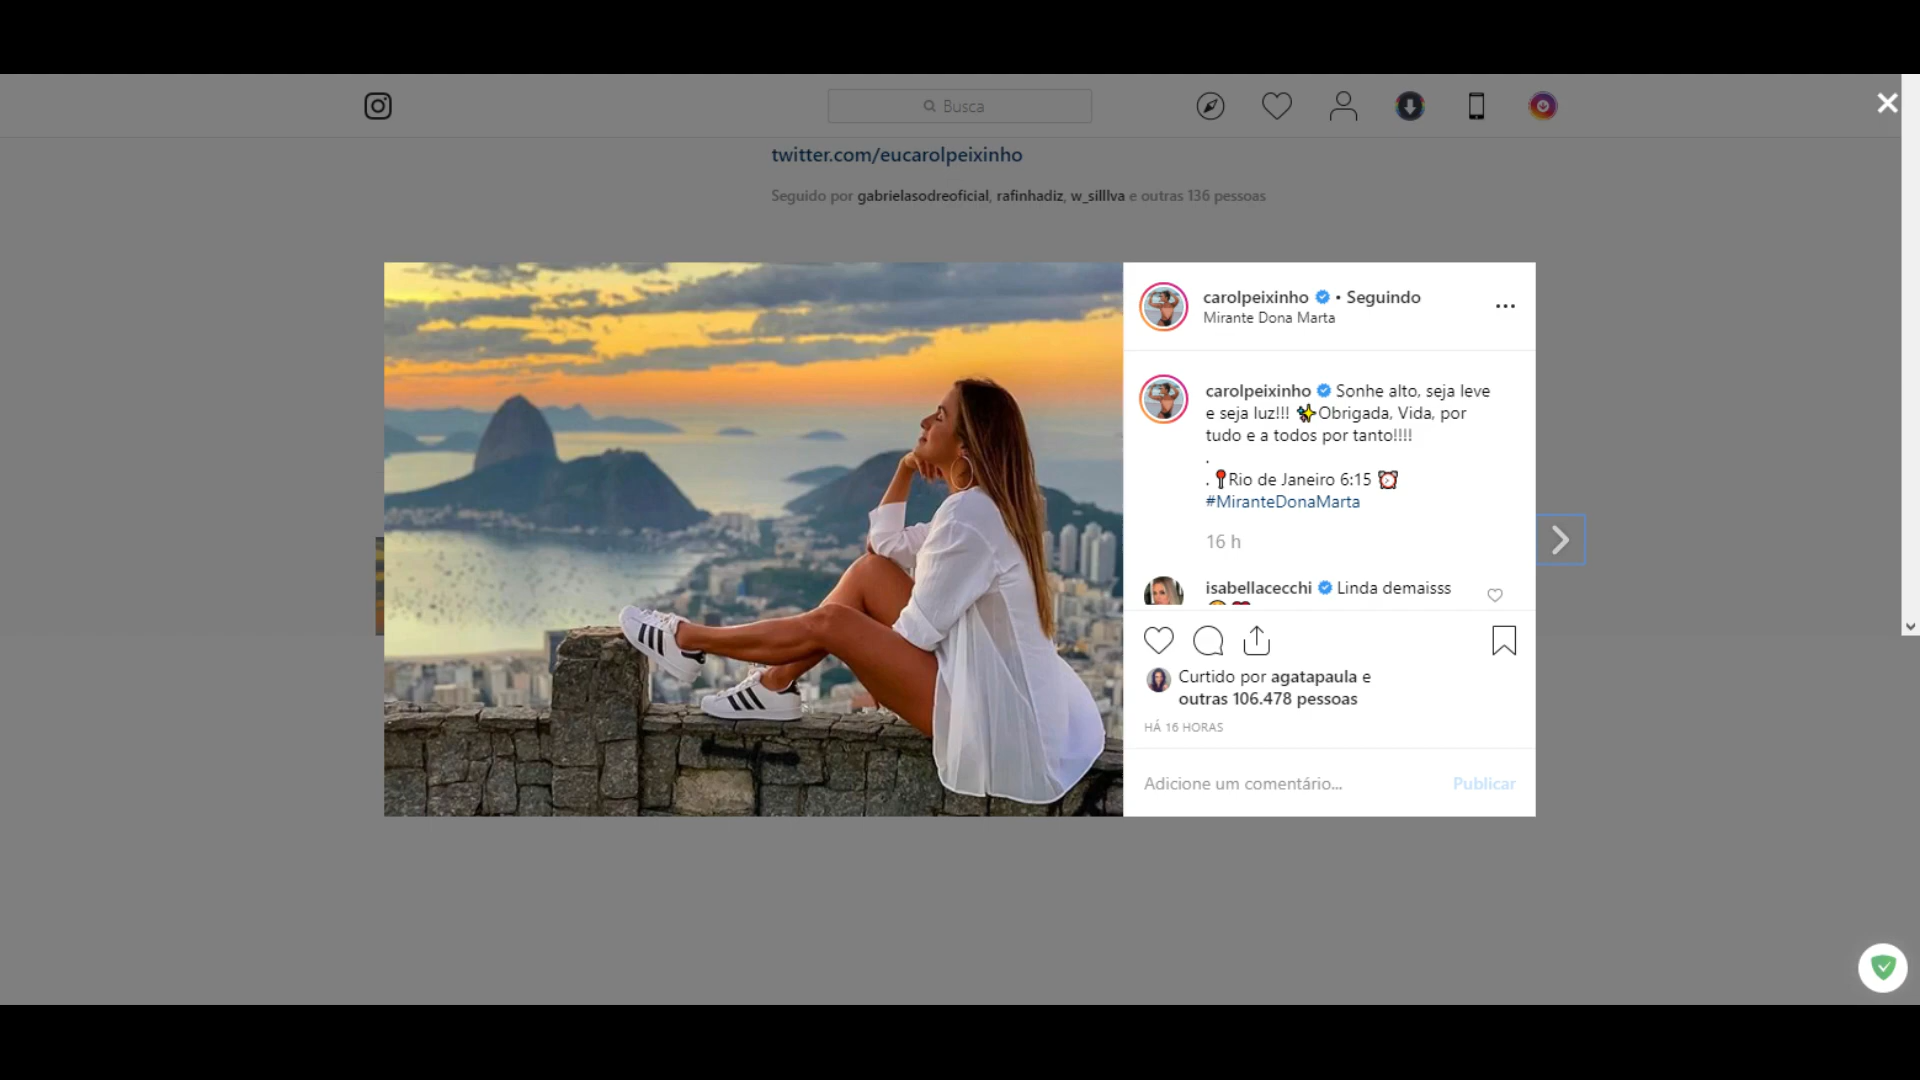 Busca
twitter.com/eucarolpeixinho
Seguido por gabrielasodreoficial, rafinhadiz, w_silllva e outras 136 pessoas
carolpeixinho • Seguindo
Mirante Dona Marta
carolpeixinho Sonhe alto, seja leve
e seja luz!!! ✨Obrigada, Vida, por
tudo e a todos por tanto!!!!
.
. 📍Rio de Janeiro 6:15 ⏰
#MiranteDonaMarta
16 h
isabellacecchi Linda demaisss
Curtido por agatapaula e
outras 106.478 pessoas
HÁ 16 HORAS
Adicione um comentário... Publicar